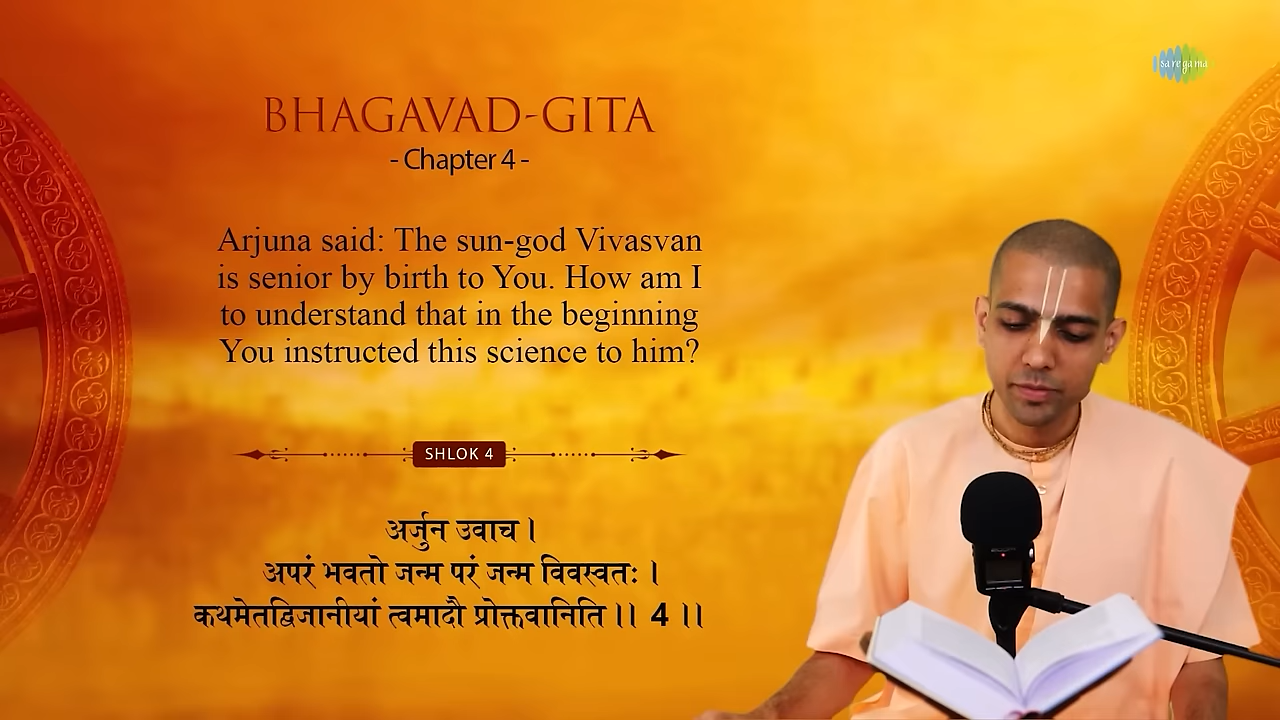 saregama
BHAGAVAD-GITA
- Chapter 4 -
Arjuna said: The sun-god Vivasvan
is senior by birth to You. How am I
to understand that in the beginning
You instructed this science to him?
SHLOK 4
अर्जुन उवाच ।
अपरं भवतो जन्म परं जन्म विवस्वतः ।
कथमेतद्विजानीयां त्वमादौ प्रोक्तवानिति ।। 4 ।।